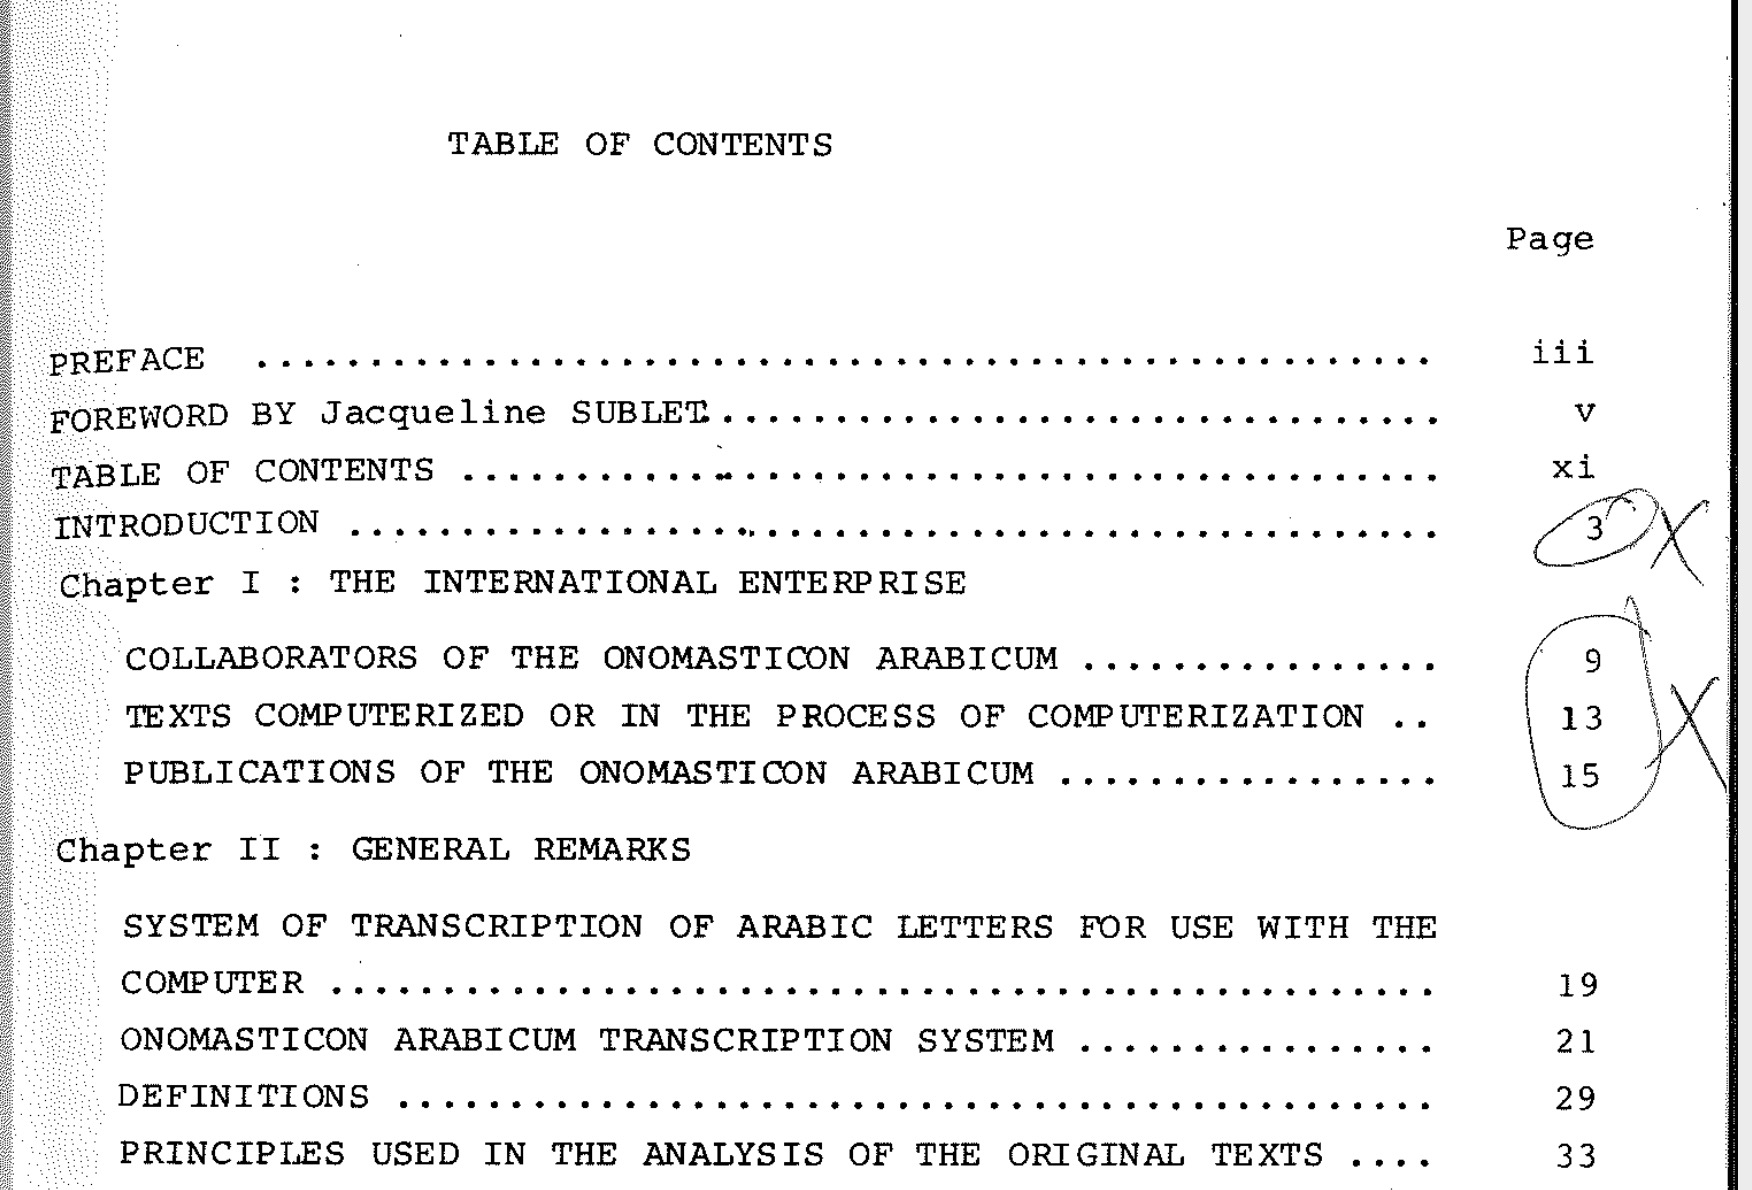 TABLE OF CONTENTS
Page
PREFACE .................................................... iii
FOREWORD BY Jacqueline SUBLET................................ v
TABLE OF CONTENTS ........................................... xi
INTRODUCTION ................................................ 3 X
Chapter I : THE INTERNATIONAL ENTERPRISE
COLLABORATORS OF THE ONOMASTICON ARABICUM ................ 9
TEXTS COMPUTERIZED OR IN THE PROCESS OF COMPUTERIZATION .. 13 X
PUBLICATIONS OF THE ONOMASTICON ARABICUM ................. 15
Chapter II : GENERAL REMARKS
SYSTEM OF TRANSCRIPTION OF ARABIC LETTERS FOR USE WITH THE
COMPUTER ................................................. 19
ONOMASTICON ARABICUM TRANSCRIPTION SYSTEM ................ 21
DEFINITIONS .............................................. 29
PRINCIPLES USED IN THE ANALYSIS OF THE ORIGINAL TEXTS .... 33